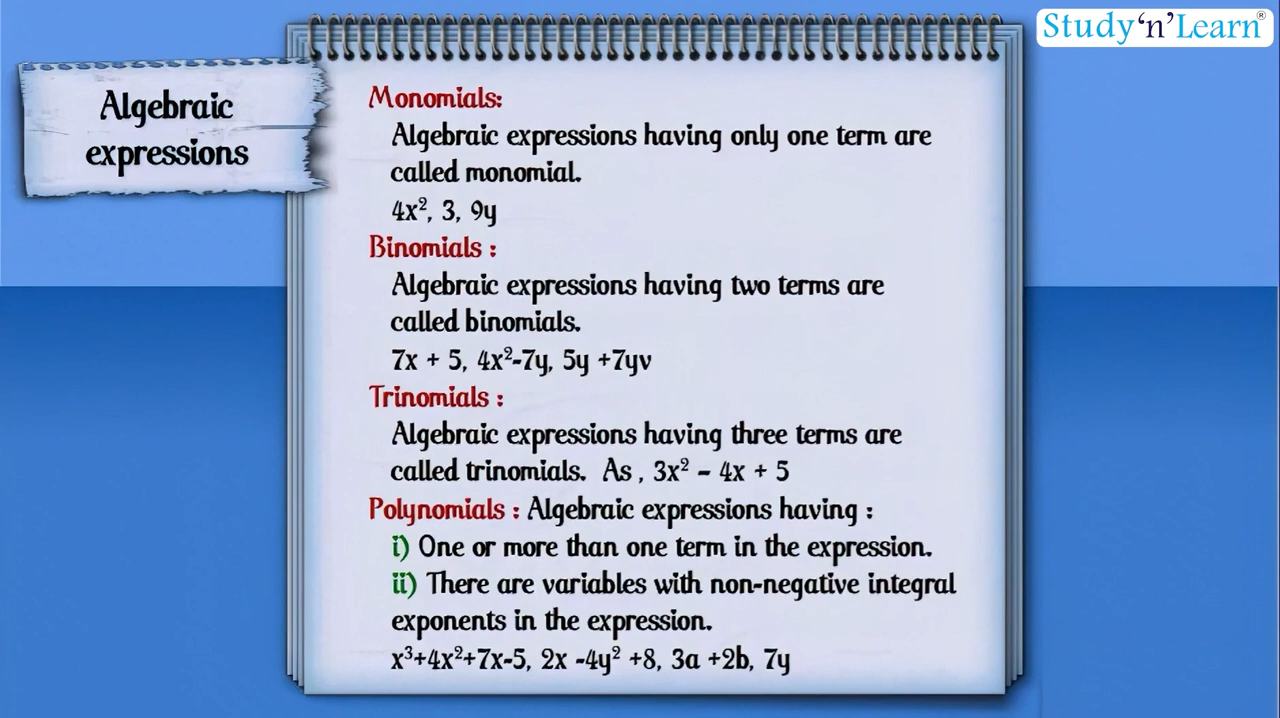 Study‘n’Learn®
Algebraic
expressions
Monomials:
Algebraic expressions having only one term are
called monomial.
4x², 3, 9y
Binomials :
Algebraic expressions having two terms are
called binomials.
7x + 5, 4x²-7y, 5y +7yv
Trinomials :
Algebraic expressions having three terms are
called trinomials. As , 3x² – 4x + 5
Polynomials : Algebraic expressions having :
i) One or more than one term in the expression.
ii) There are variables with non-negative integral
exponents in the expression.
x³+4x²+7x-5, 2x -4y² +8, 3a +2b, 7y